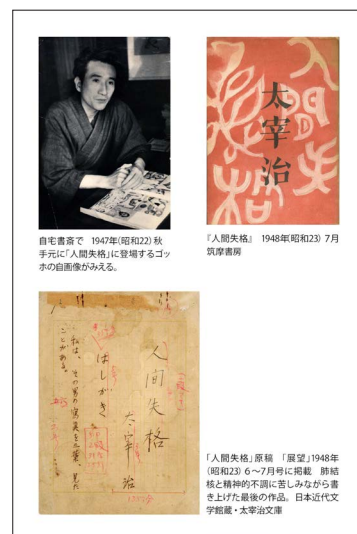 自宅書斎で　1947年(昭和22) 秋
手元に「人間失格」に登場するゴッ
ホの自画像がみえる。
人間失格
太宰治
『人間失格』　1948年(昭和23) 7月
筑摩書房
人間失格
太宰治
はしがき
私は、その男の写真を三葉、見た
ことがある。
「人間失格」原稿　「展望」1948年
(昭和23) 6～7月号に掲載　肺結
核と精神的不調に苦しみながら書
き上げた最後の作品。日本近代文
学館蔵・太宰治文庫